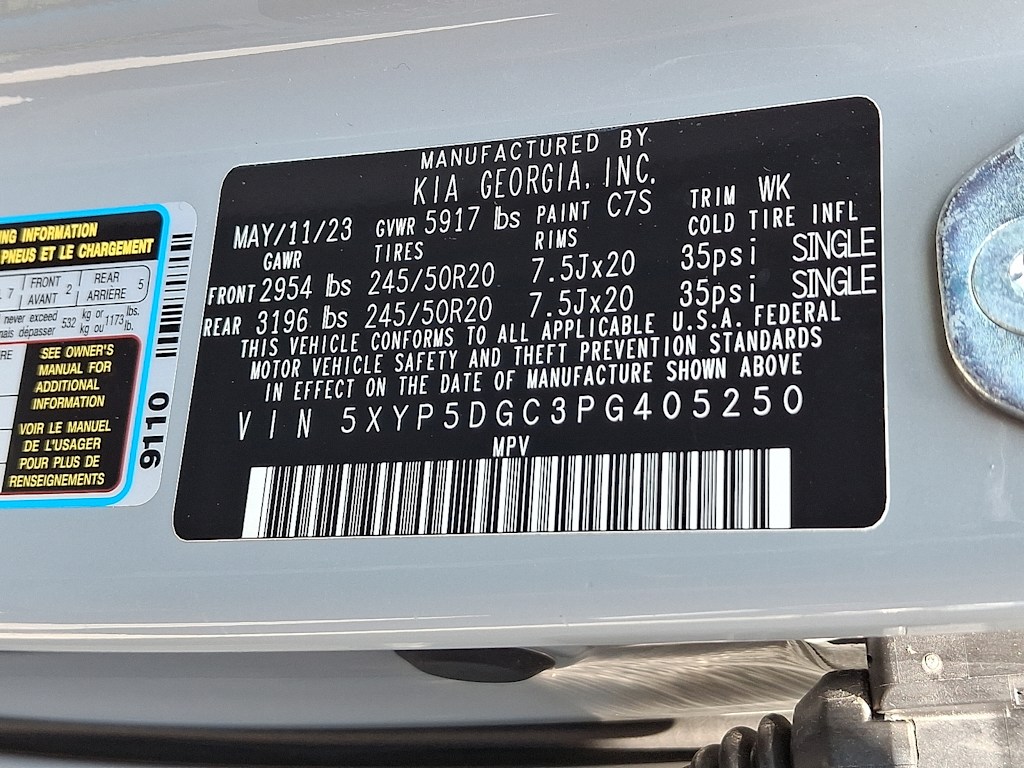 MANUFACTURED BY
KIA GEORGIA, INC.
MAY/11/23 GVWR 5917 lbs PAINT C7S TRIM WK
GAWR TIRES RIMS COLD TIRE INFL
FRONT 2954 lbs 245/50R20 7.5Jx20 35psi SINGLE
REAR 3196 lbs 245/50R20 7.5Jx20 35psi SINGLE
THIS VEHICLE CONFORMS TO ALL APPLICABLE U.S.A. FEDERAL
MOTOR VEHICLE SAFETY AND THEFT PREVENTION STANDARDS
IN EFFECT ON THE DATE OF MANUFACTURE SHOWN ABOVE
VIN 5XYP5DGC3PG405250
MPV
INFORMATION
PNEUS ET LE CHARGEMENT
7 FRONT AVANT 2 REAR ARRIÈRE 5
never exceed
dépasser 532 kg or kg ou 1173 lbs. lb.
SEE OWNER'S
MANUAL FOR
ADDITIONAL
INFORMATION
VOIR LE MANUEL
DE L'USAGER
POUR PLUS DE
RENSEIGNEMENTS
9110